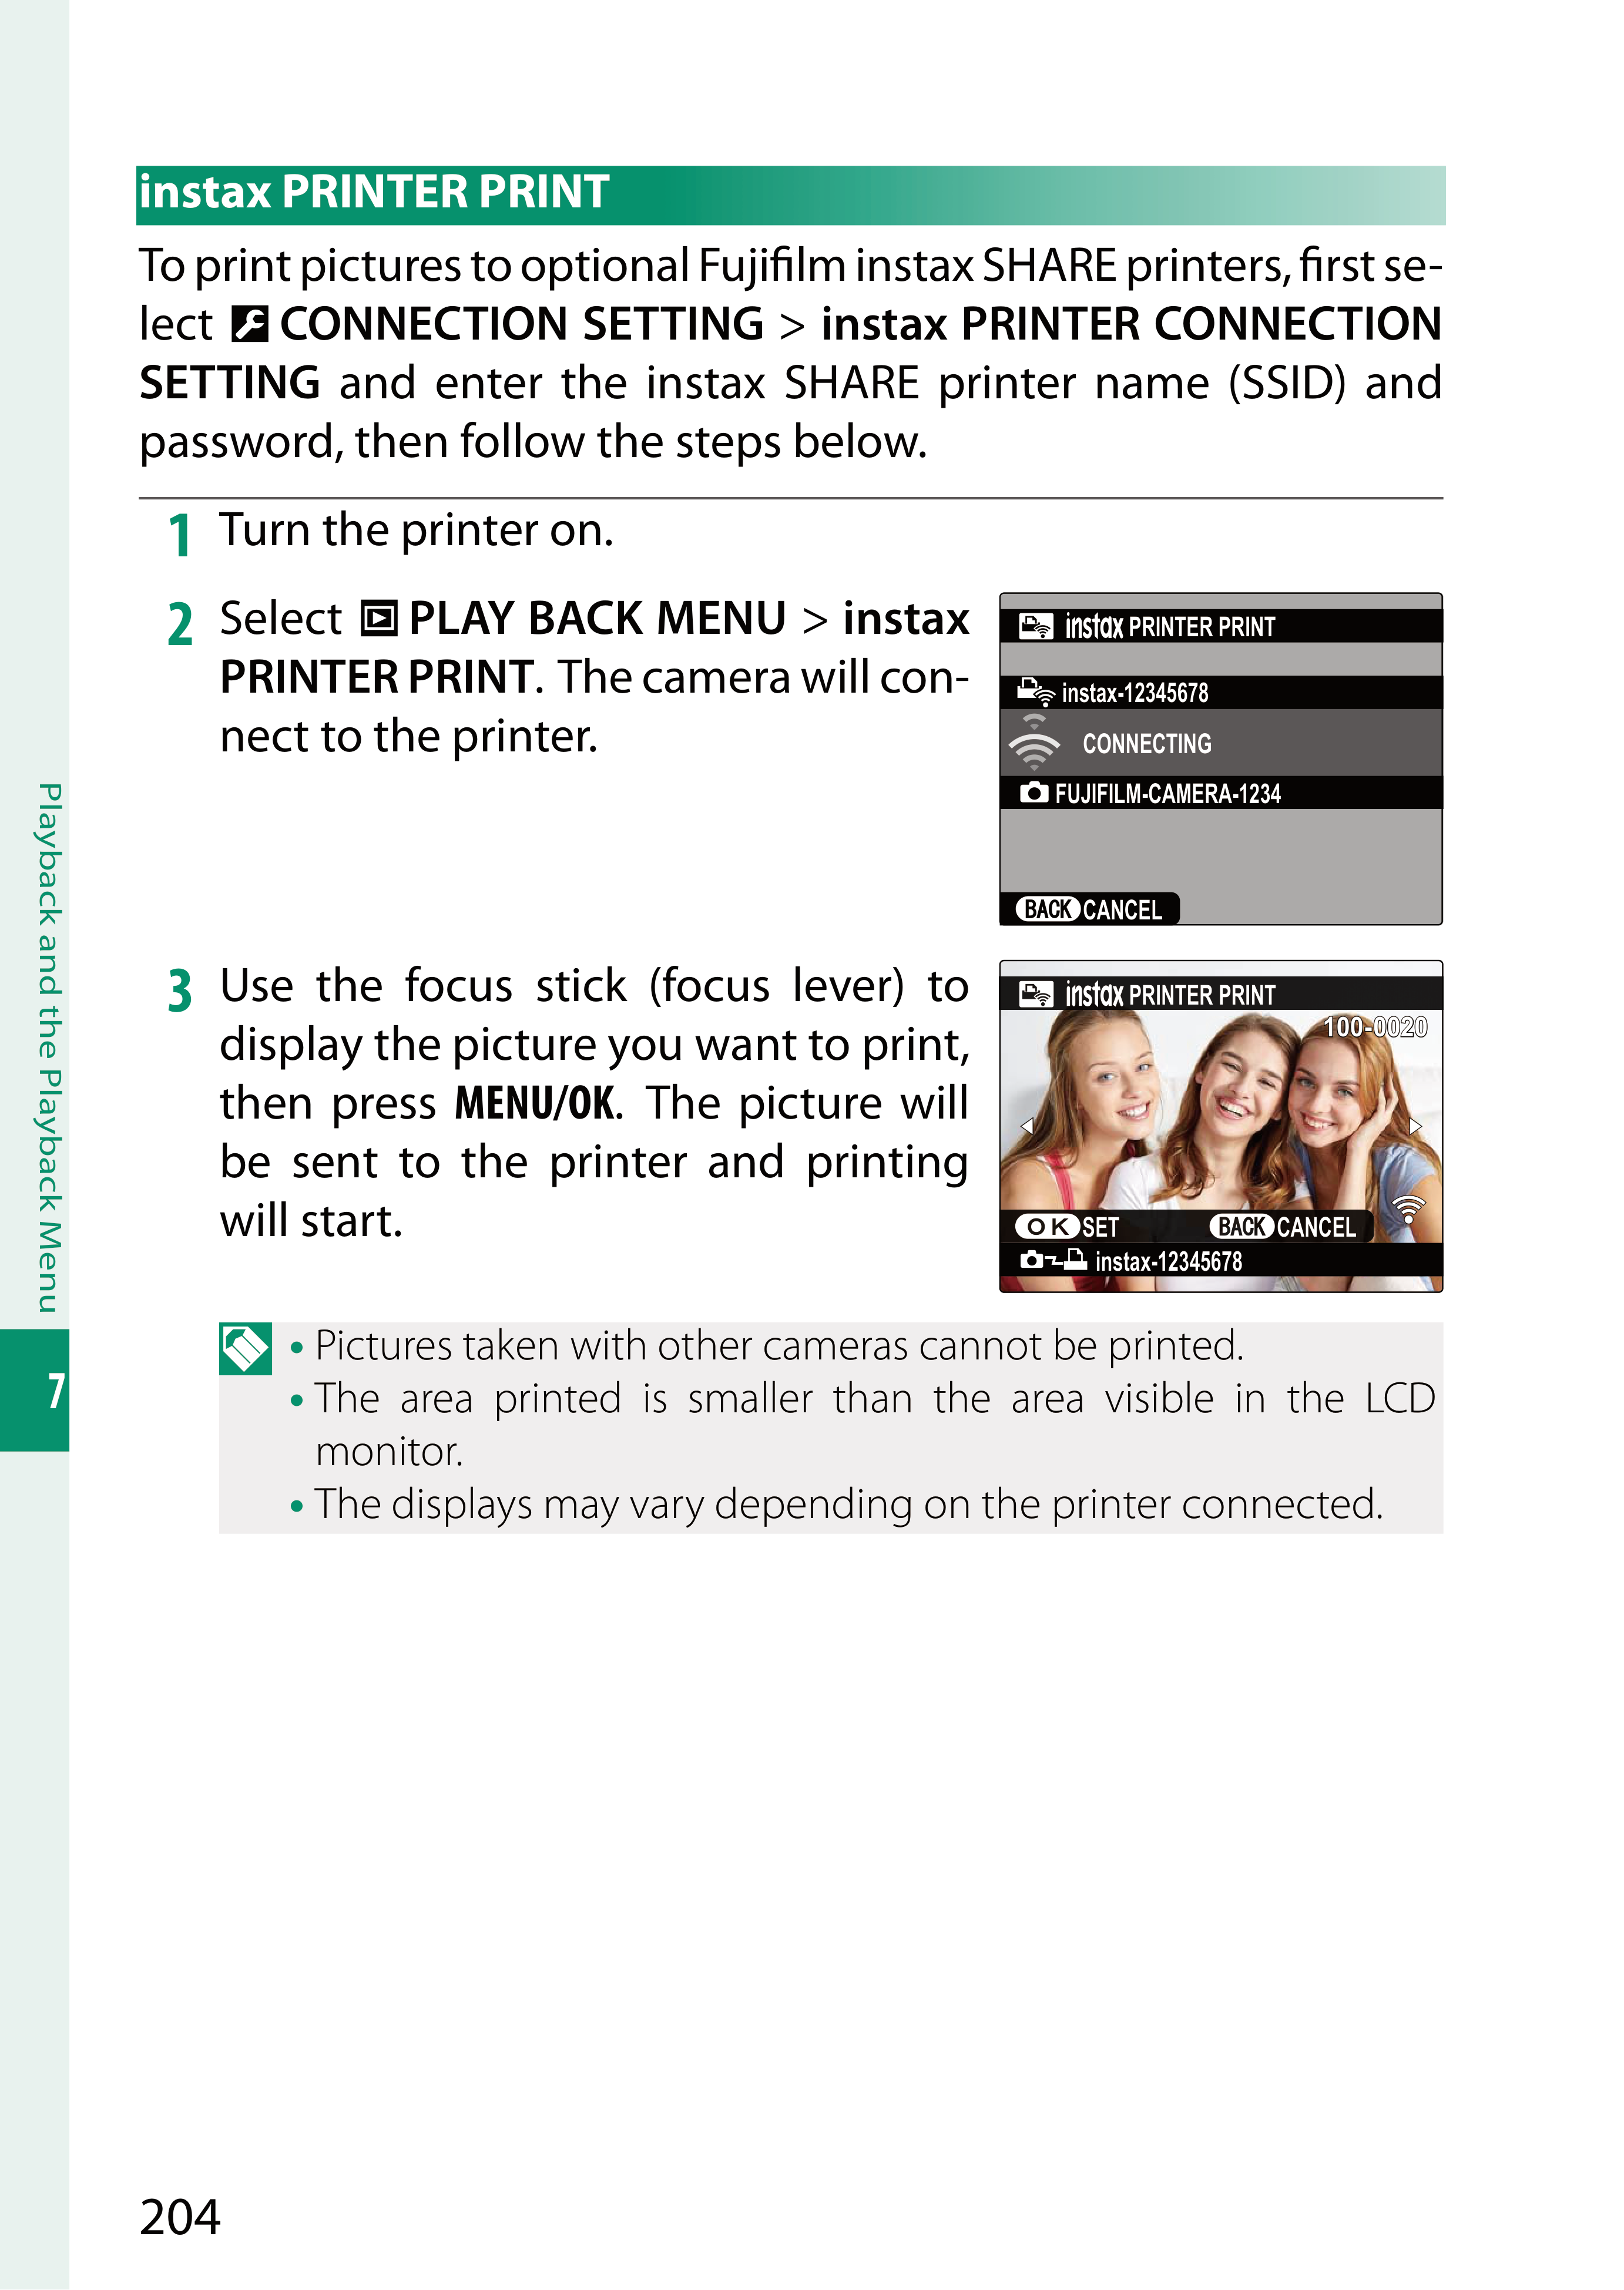 instax PRINTER PRINT
To print pictures to optional Fujifilm instax SHARE printers, first se-
lect CONNECTION SETTING > instax PRINTER CONNECTION
SETTING and enter the instax SHARE printer name (SSID) and
password, then follow the steps below.
1 Turn the printer on.
2 Select PLAY BACK MENU > instax
PRINTER PRINT. The camera will con-
nect to the printer.
instax PRINTER PRINT
instax-12345678
CONNECTING
FUJIFILM-CAMERA-1234
BACK CANCEL
3 Use the focus stick (focus lever) to
display the picture you want to print,
then press MENU/OK. The picture will
be sent to the printer and printing
will start.
instax PRINTER PRINT
100-0020
OK SET BACK CANCEL
instax-12345678
• Pictures taken with other cameras cannot be printed.
• The area printed is smaller than the area visible in the LCD
monitor.
• The displays may vary depending on the printer connected.
Playback and the Playback Menu
7
204